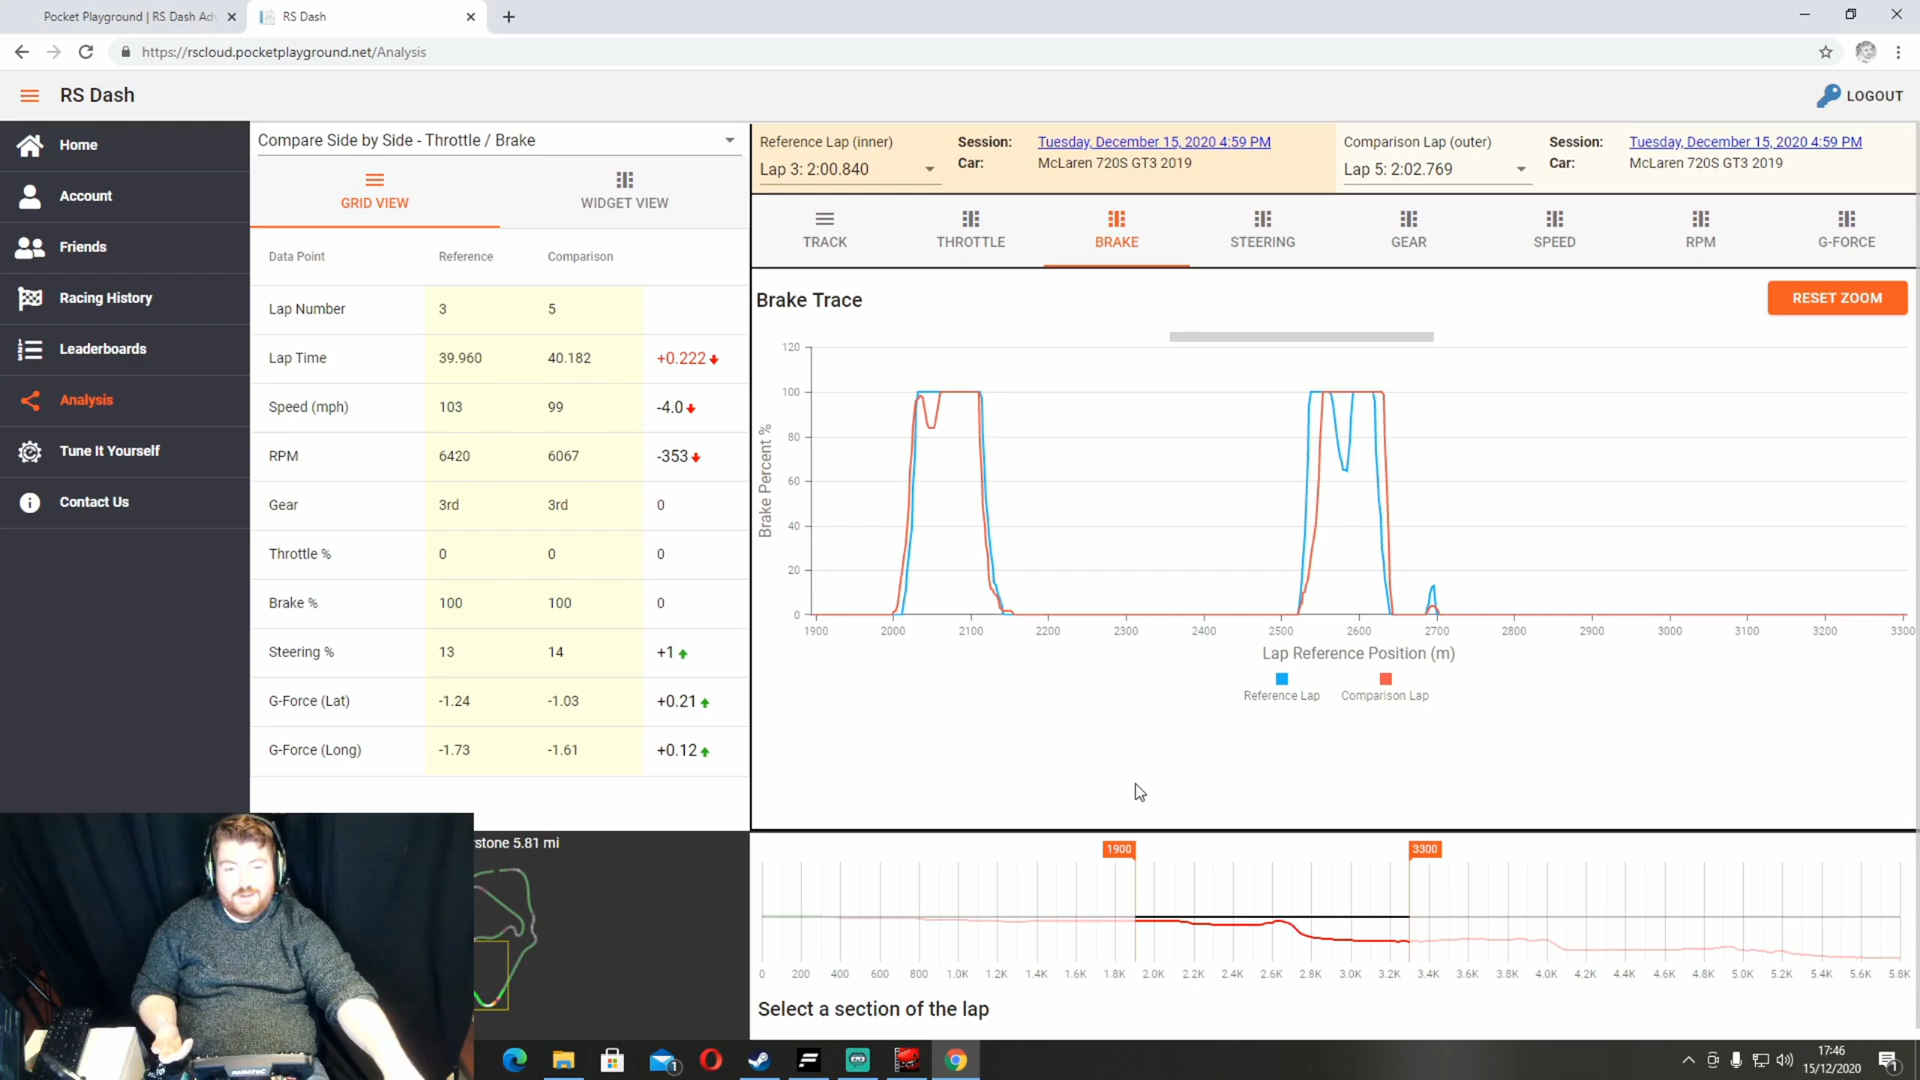 Pocket Playground | RS Dash Ad
RS Dash
https://rscloud.pocketplayground.net/Analysis
RS Dash
LOGOUT
Home
Account
Friends
Racing History
Leaderboards
Analysis
Tune It Yourself
Contact Us
Compare Side by Side - Throttle / Brake
GRID VIEW
WIDGET VIEW
Data Point Reference Comparison
Lap Number 3 5
Lap Time 39.960 40.182 +0.222
Speed (mph) 103 99 -4.0
RPM 6420 6067 -353
Gear 3rd 3rd 0
Throttle % 0 0 0
Brake % 100 100 0
Steering % 13 14 +1
G-Force (Lat) -1.24 -1.03 +0.21
G-Force (Long) -1.73 -1.61 +0.12
stone 5.81 mi
Reference Lap (inner)
Lap 3: 2:00.840
Session: Tuesday, December 15, 2020 4:59 PM
Car: McLaren 720S GT3 2019
Comparison Lap (outer)
Lap 5: 2:02.769
Session: Tuesday, December 15, 2020 4:59 PM
Car: McLaren 720S GT3 2019
TRACK THROTTLE BRAKE STEERING GEAR SPEED RPM G-FORCE
Brake Trace
RESET ZOOM
Brake Percent %
120
100
80
60
40
20
0
1900 2000 2100 2200 2300 2400 2500 2600 2700 2800 2900 3000 3100 3200 3300
Lap Reference Position (m)
Reference Lap Comparison Lap
1900 3300
0 200 400 600 800 1.0K 1.2K 1.4K 1.6K 1.8K 2.0K 2.2K 2.4K 2.6K 2.8K 3.0K 3.2K 3.4K 3.6K 3.8K 4.0K 4.2K 4.4K 4.6K 4.8K 5.0K 5.2K 5.4K 5.6K 5.8K
Select a section of the lap
1
17:46
15/12/2020
1